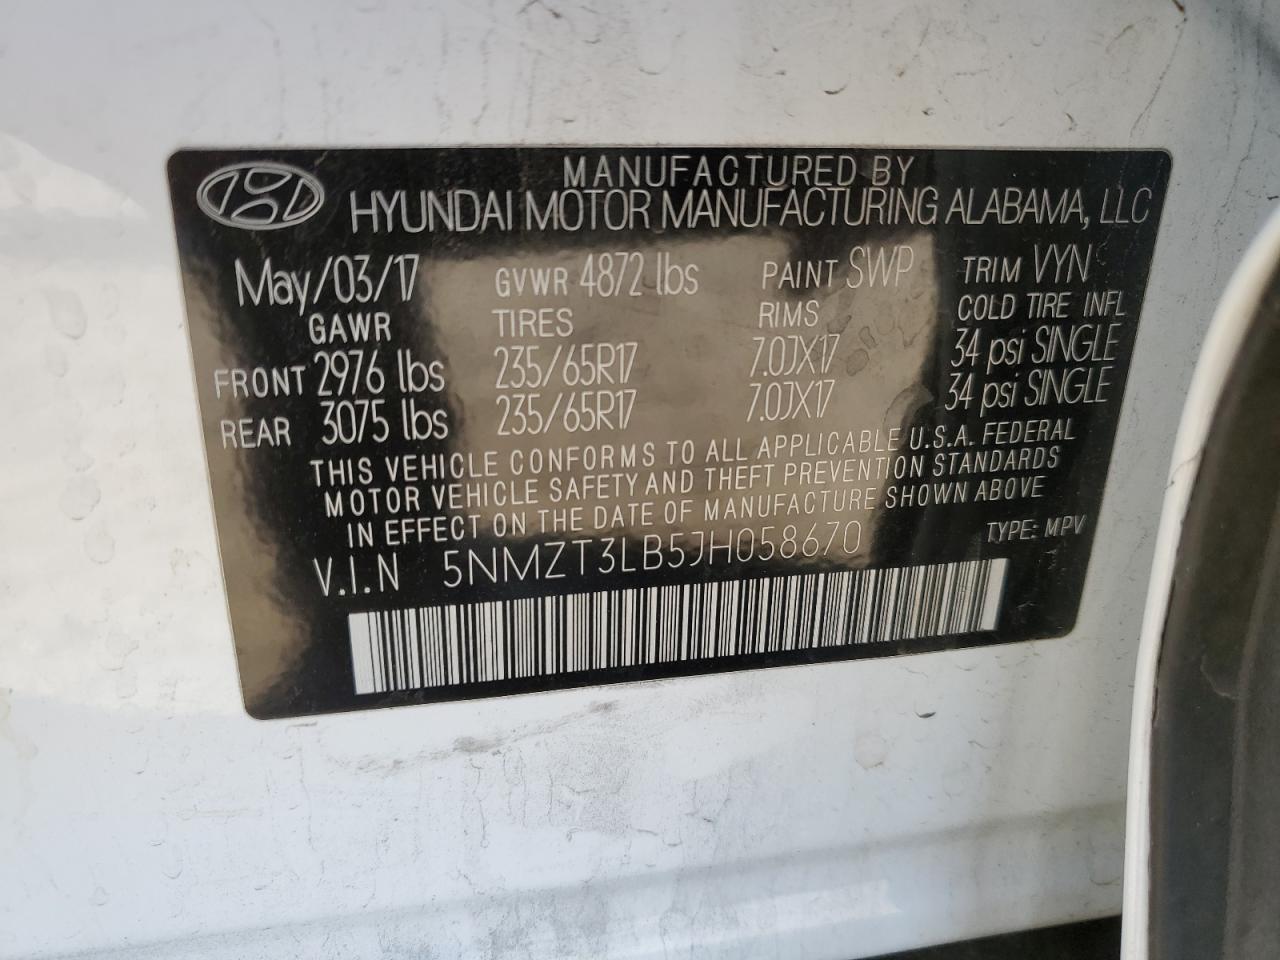 MANUFACTURED BY
HYUNDAI MOTOR MANUFACTURING ALABAMA, LLC
May/03/17 GVWR 4872 lbs PAINT SWP TRIM VYN
GAWR TIRES RIMS COLD TIRE INFL
FRONT 2976 lbs 235/65R17 7.0JX17 34 psi SINGLE
REAR 3075 lbs 235/65R17 7.0JX17 34 psi SINGLE
THIS VEHICLE CONFORMS TO ALL APPLICABLE U.S.A. FEDERAL
MOTOR VEHICLE SAFETY AND THEFT PREVENTION STANDARDS
IN EFFECT ON THE DATE OF MANUFACTURE SHOWN ABOVE
V.I.N 5NMZT3LB5JH058670 TYPE: MPV